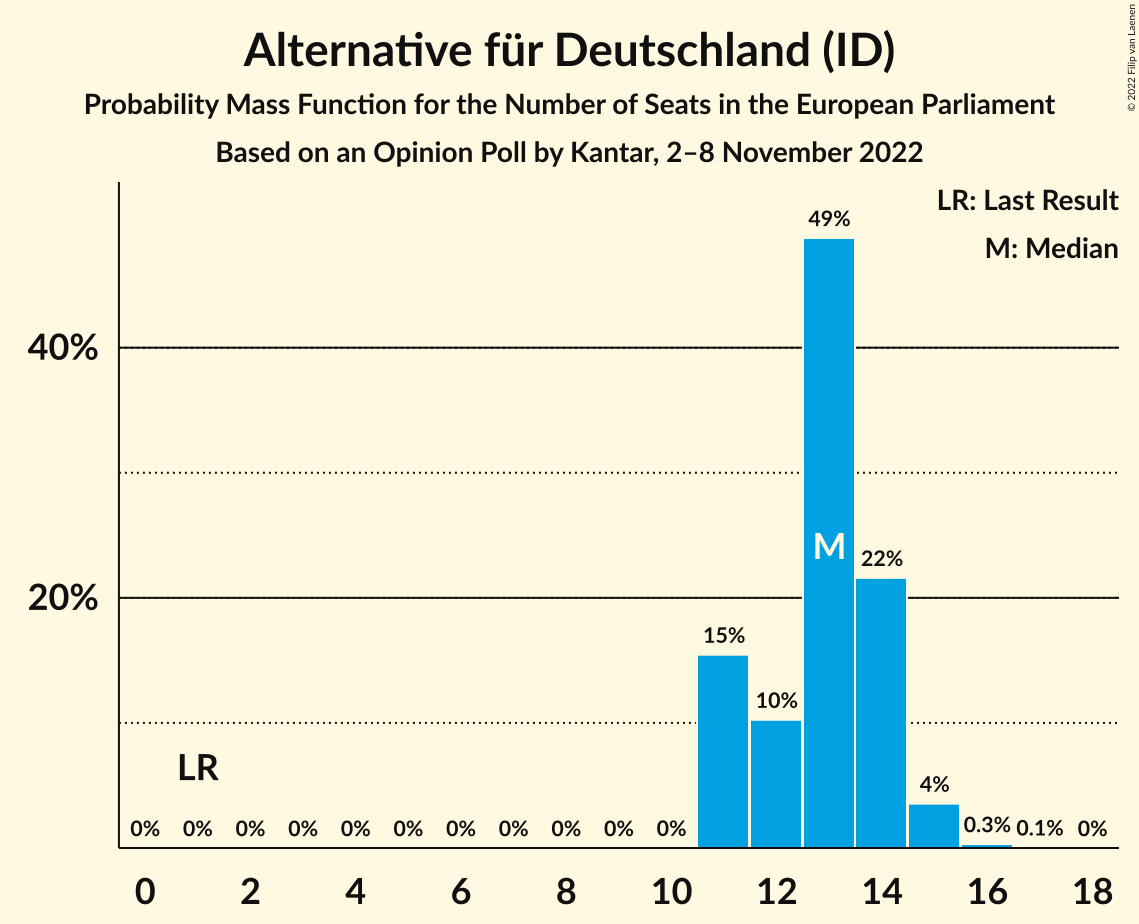 Alternative für Deutschland (ID)
Probability Mass Function for the Number of Seats in the European Parliament
Based on an Opinion Poll by Kantar, 2–8 November 2022
© 2022 Filip van Laenen
LR: Last Result
M: Median
49%
40%
M
22%
20%
15%
10%
LR
4%
0% 0% 0% 0% 0% 0% 0% 0% 0% 0% 0% 0.3% 0.1% 0%
0 2 4 6 8 10 12 14 16 18